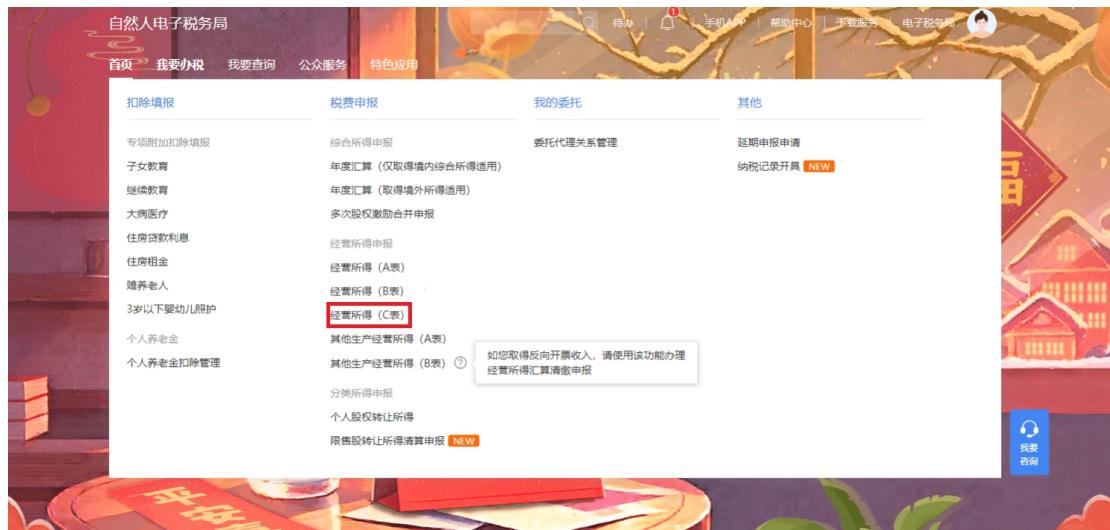 自然人电子税务局
待办
1
手机APP
帮助中心
下载服务
电子税务局
首页 我要办税 我要查询 公众服务 特色应用
扣除填报
专项附加扣除填报
子女教育
继续教育
大病医疗
住房贷款利息
住房租金
赡养老人
3岁以下婴幼儿照护
个人养老金
个人养老金扣除管理
税费申报
综合所得申报
年度汇算（仅取得境内综合所得适用）
年度汇算（取得境外所得适用）
多次股权激励合并申报
经营所得申报
经营所得（A表）
经营所得（B表）
经营所得（C表）
其他生产经营所得（A表）
其他生产经营所得（B表） ?
如您取得反向开票收入，请使用该功能办理
经营所得汇算清缴申报
分类所得申报
个人股权转让所得
限售股转让所得清算申报 NEW
我的委托
委托代理关系管理
其他
延期申报申请
纳税记录开具 NEW
福
我要
咨询